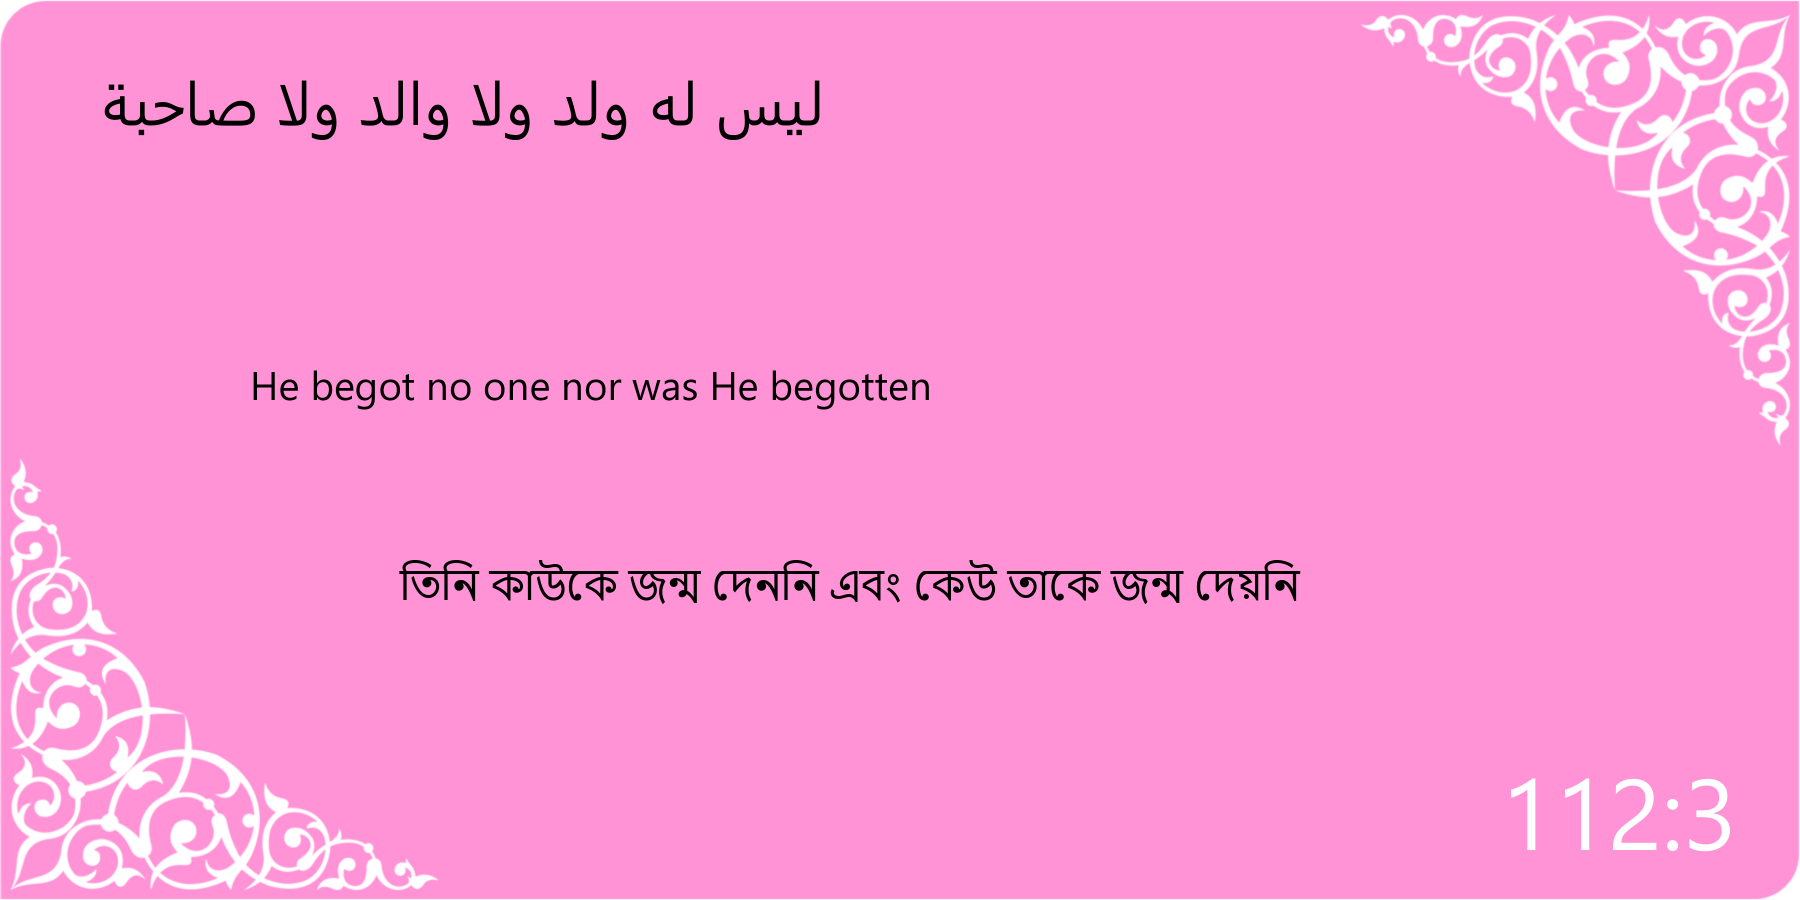 ليس له ولد ولا والد ولا صاحبة
He begot no one nor was He begotten
তিনি কাউকে জন্ম দেননি এবং কেউ তাকে জন্ম দেয়নি
112:3